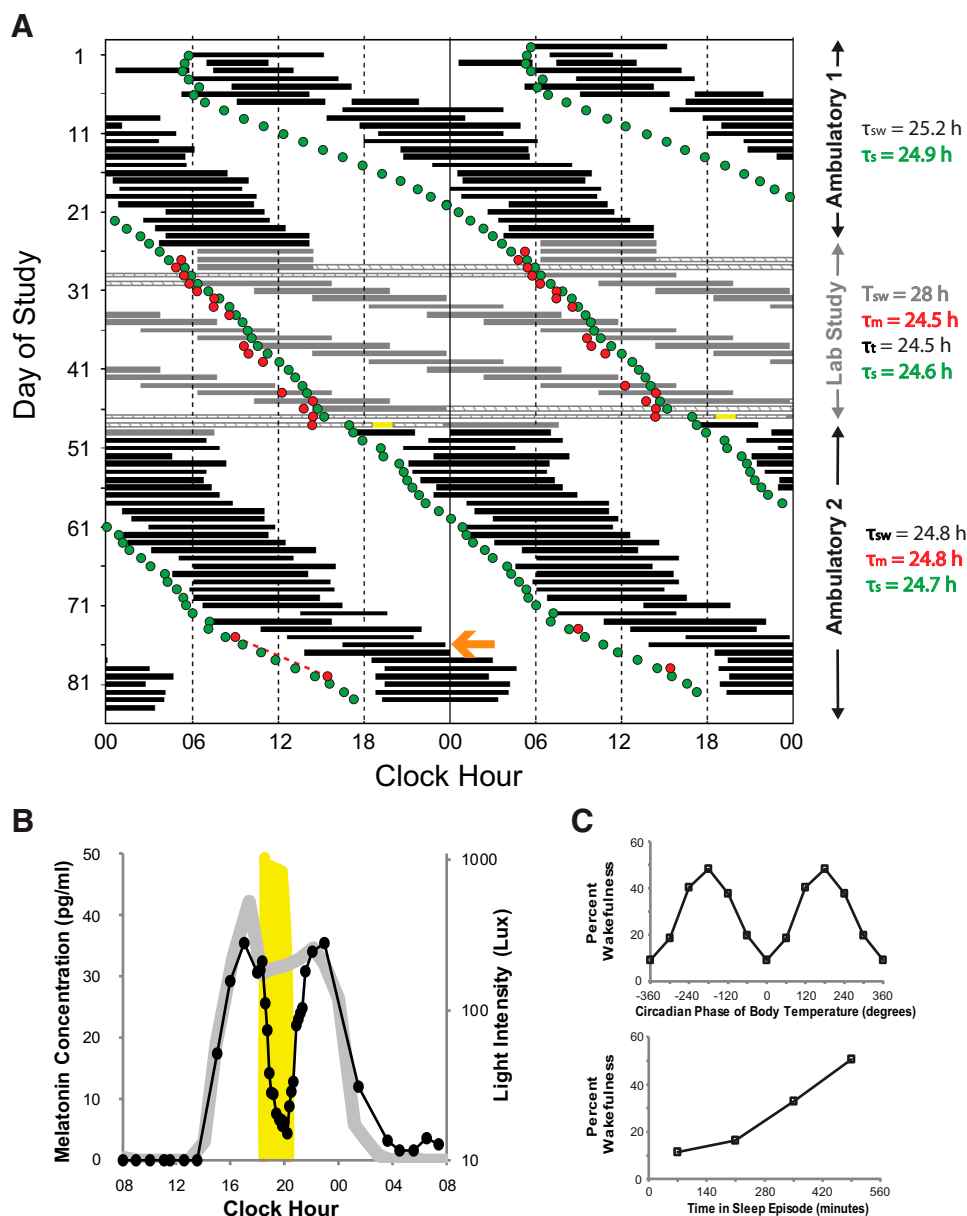 A
Day of Study
1
11
21
31
41
51
61
71
81
00 06 12 18 00 06 12 18 00
Clock Hour
Ambulatory 1
Lab Study
Ambulatory 2
τsw = 25.2 h
τs = 24.9 h
Tsw = 28 h
τm = 24.5 h
τt = 24.5 h
τs = 24.6 h
τsw = 24.8 h
τm = 24.8 h
τs = 24.7 h
B
Melatonin Concentration (pg/ml)
50
40
30
20
10
0
Light Intensity (Lux)
1000
100
10
08 12 16 20 00 04 08
Clock Hour
C
Percent
Wakefulness
60
40
20
0
-360 -240 -120 0 120 240 360
Circadian Phase of Body Temperature (degrees)
Percent
Wakefulness
60
40
20
0
0 140 280 420 560
Time in Sleep Episode (minutes)